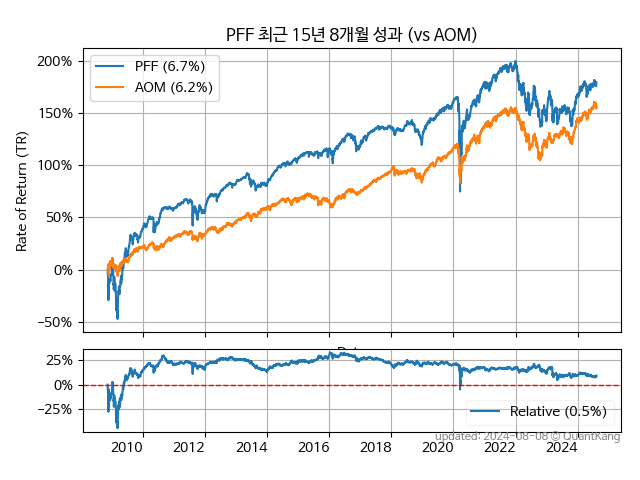 PFF 최근 15년 8개월 성과 (vs AOM)
Rate of Return (TR)
200%
150%
100%
50%
0%
−50%
PFF (6.7%)
AOM (6.2%)
25%
0%
−25%
Relative (0.5%)
2010 2012 2014 2016 2018 2020 2022 2024
updated: 2024-08-08 © QuantKang